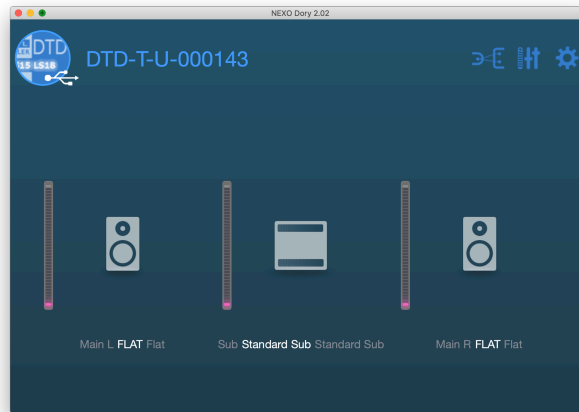 NEXO Dory 2.02
DTD
S15 LS18
DTD-T-U-000143
Main L FLAT Flat
Sub Standard Sub Standard Sub
Main R FLAT Flat